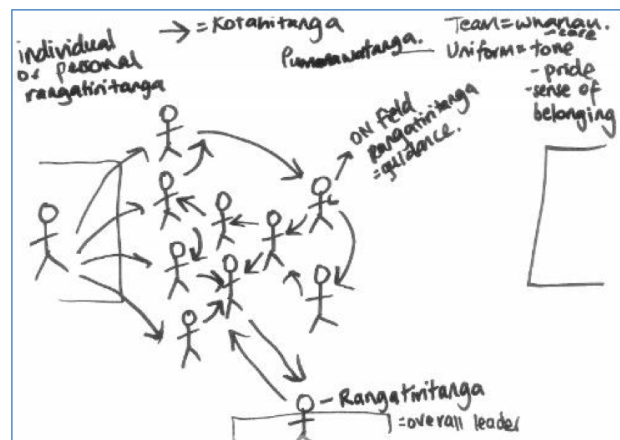 individual
or personal
rangatiritanga
→ = Kotahitanga
Team = whanau.
- care
Uniform = tone
- pride
- sense of
belonging
ON field
Rangatiritanga
= guidance.
- Rangatiritanga
= overall leader